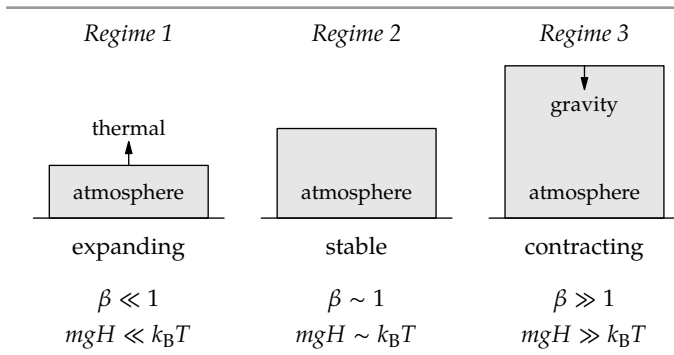 Regime 1 Regime 2 Regime 3
gravity
thermal
atmosphere atmosphere atmosphere
expanding stable contracting
β ≪ 1 β ∼ 1 β ≫ 1
mgH ≪ k_BT mgH ∼ k_BT mgH ≫ k_BT